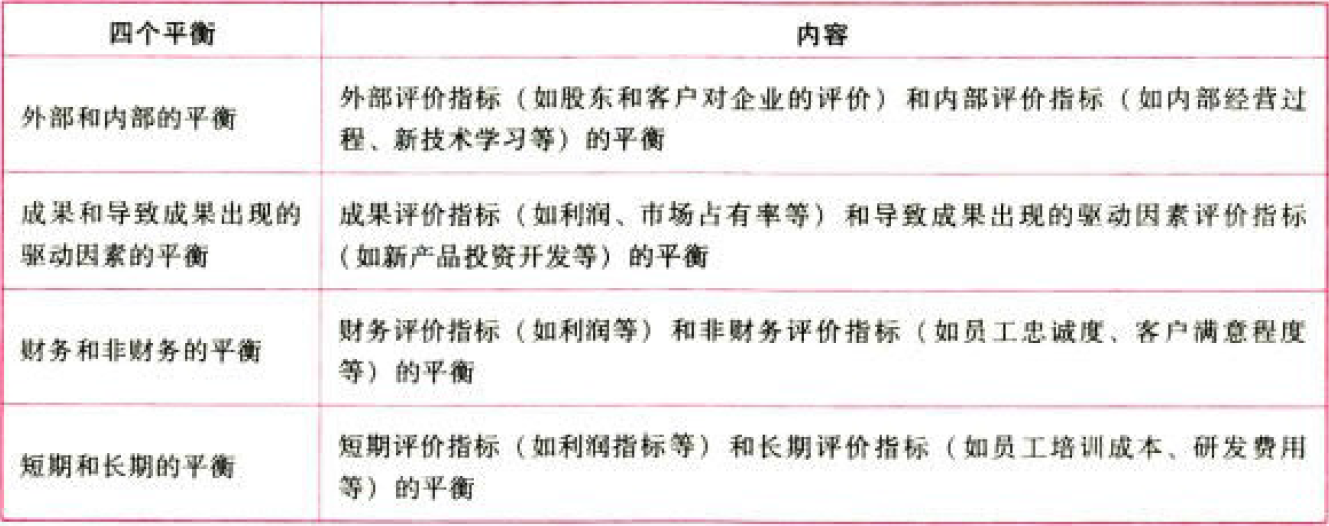 四个平衡
内容
外部和内部的平衡
外部评价指标（如股东和客户对企业的评价）和内部评价指标（如内部经营过
程、新技术学习等）的平衡
成果和导致成果出现的
驱动因素的平衡
成果评价指标（如利润、市场占有率等）和导致成果出现的驱动因素评价指标
（如新产品投资开发等）的平衡
财务和非财务的平衡
财务评价指标（如利润等）和非财务评价指标（如员工忠诚度、客户满意程度
等）的平衡
短期和长期的平衡
短期评价指标（如利润指标等）和长期评价指标（如员工培训成本、研发费用
等）的平衡